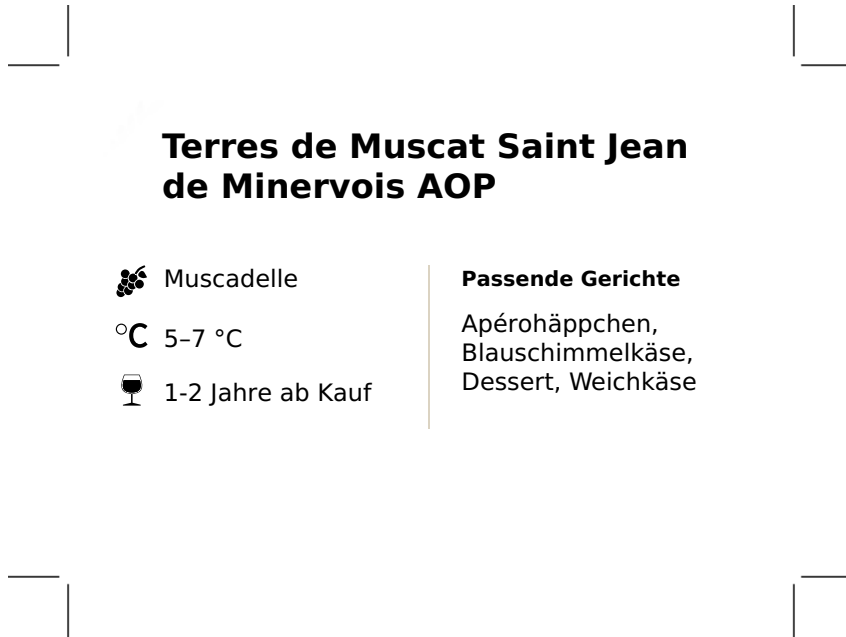 Terres de Muscat Saint Jean
de Minervois AOP
Muscadelle
°C 5–7 °C
1-2 Jahre ab Kauf
Passende Gerichte
Apérohäppchen,
Blauschimmelkäse,
Dessert, Weichkäse